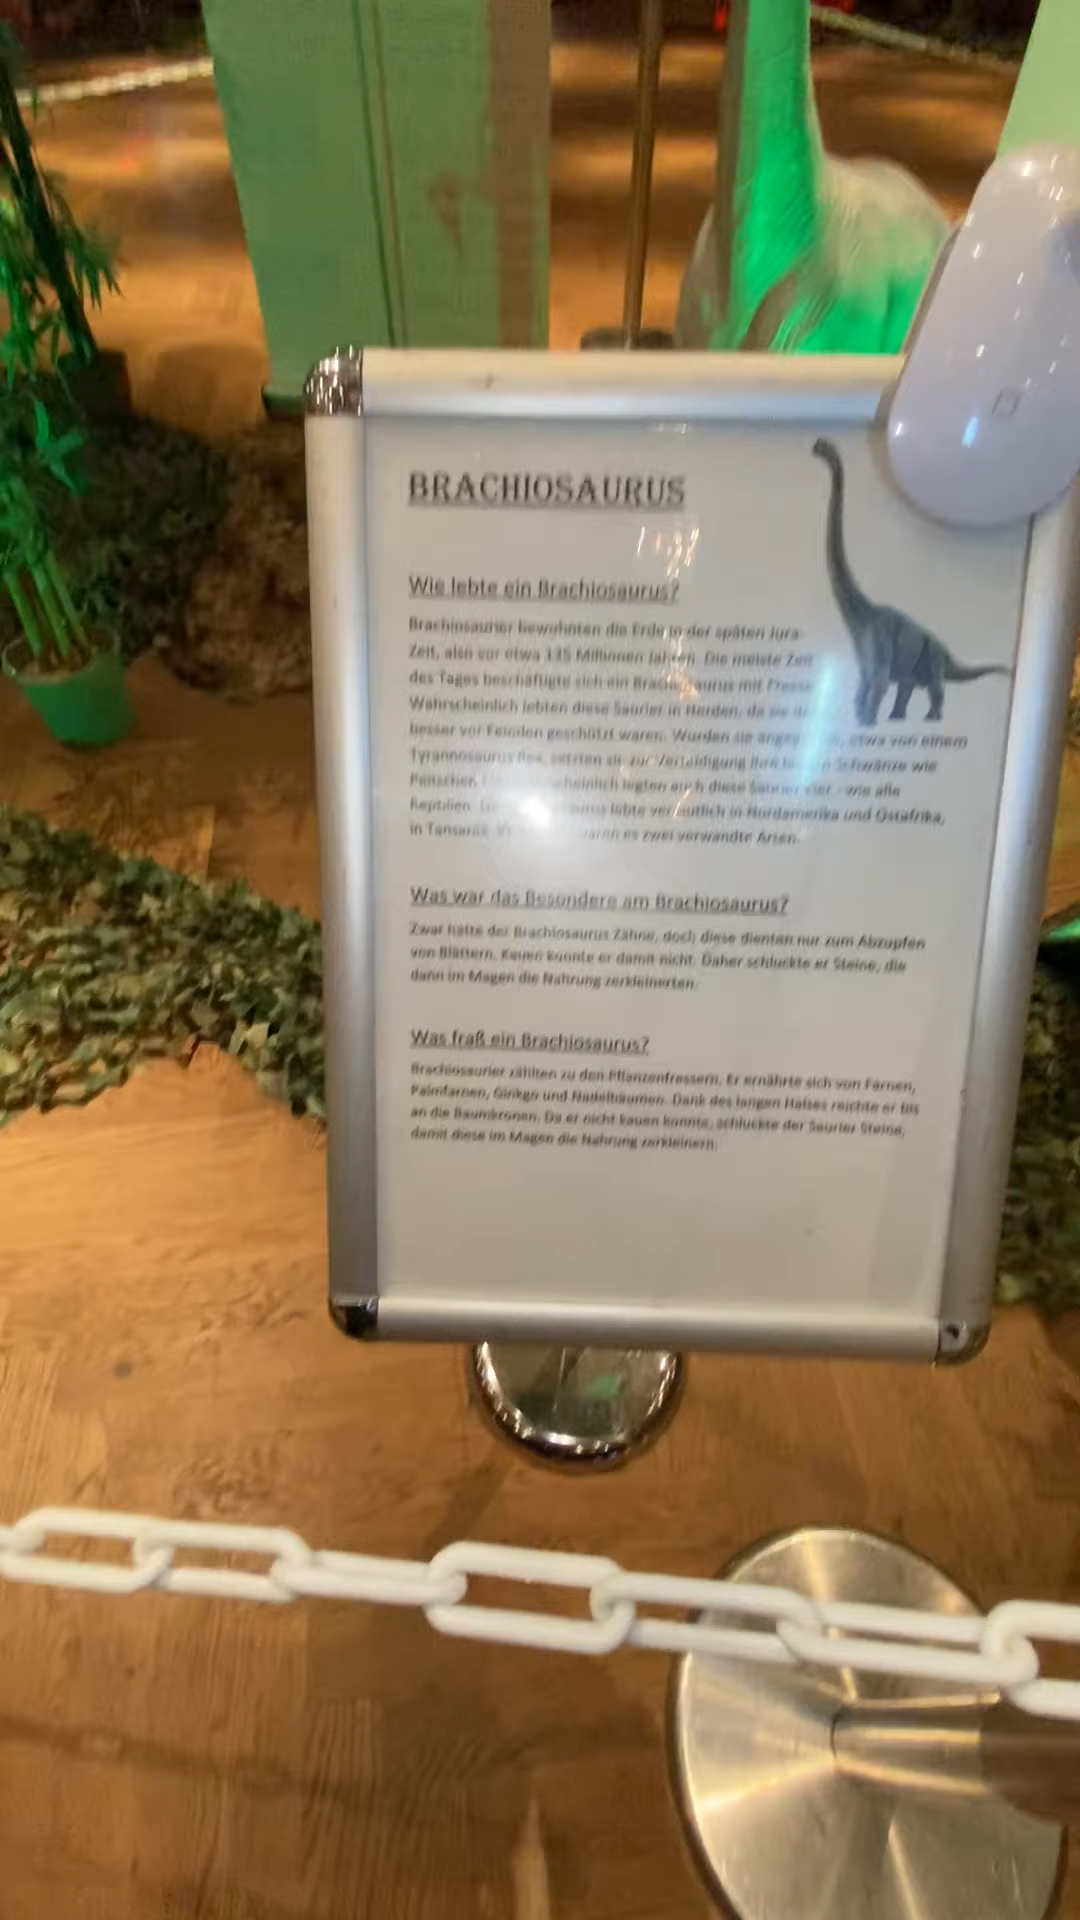 BRACHIOSAURUS
Wie lebte ein Brachiosaurus?
Brachiosaurier bewohnten die Erde in der späten Jura-
Zeit, also vor etwa 135 Millionen Jahren. Die meiste Zeit
des Tages beschäftigte sich ein Brachiosaurus mit
Wahrscheinlich lebten diese Saurier in Herden, da sie
besser vor Feinden geschützt waren. Wurden sie etwa von einem
Tyrannosaurus Rex, setzten sie zur Verteidigung ihre Schwänze wie
Peitschen legten auch diese Saurier Eier - wie alle
Reptilien. lebte vermutlich in Nordamerika und Ostafrika,
in Tansania. waren es zwei verwandte Arten.
Was war das Besondere am Brachiosaurus?
Zwar hatte der Brachiosaurus Zähne, doch diese dienten nur zum Abzupfen
von Blättern. Kauen konnte er damit nicht. Daher schluckte er Steine, die
dann im Magen die Nahrung zerkleinerten.
Was fraß ein Brachiosaurus?
Brachiosaurier zählten zu den Pflanzenfressern. Er ernährte sich von Farnen,
Palmfarnen, Ginkgo und Nadelbäumen. Dank des langen Halses reichte er bis
an die Baumkronen. Da er nicht kauen konnte, schluckte der Saurier Steine,
damit diese im Magen die Nahrung zerkleinern.